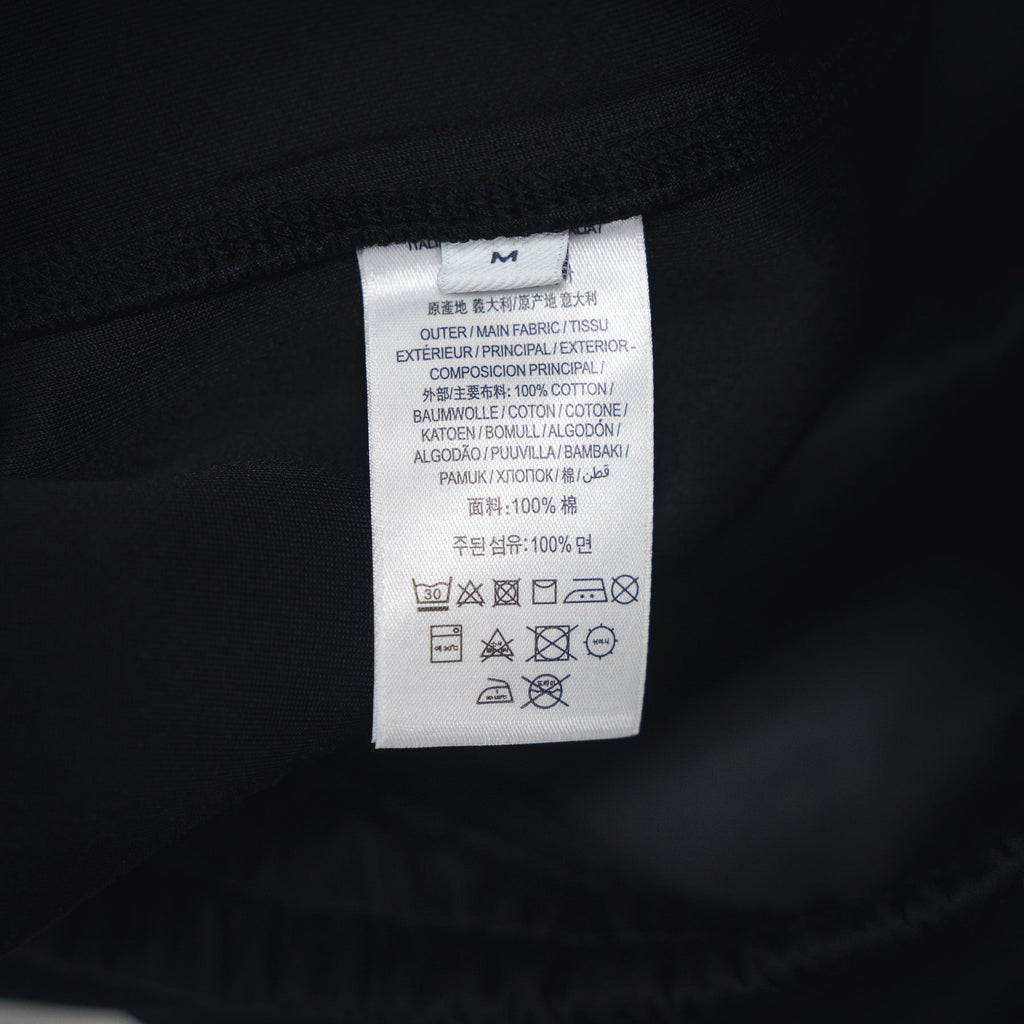 M
原產地 義大利/原产地 意大利
OUTER / MAIN FABRIC / TISSU
EXTÉRIEUR / PRINCIPAL / EXTERIOR-
COMPOSICION PRINCIPAL /
外部/主要布料: 100% COTTON /
BAUMWOLLE / COTON / COTONE /
KATOEN / BOMULL / ALGODÓN /
ALGODÃO / PUUVILLA / BAMBAKI /
PAMUK / ХЛОПОК / 棉 / قطن
面料:100% 棉
주된 섬유:100% 면
30